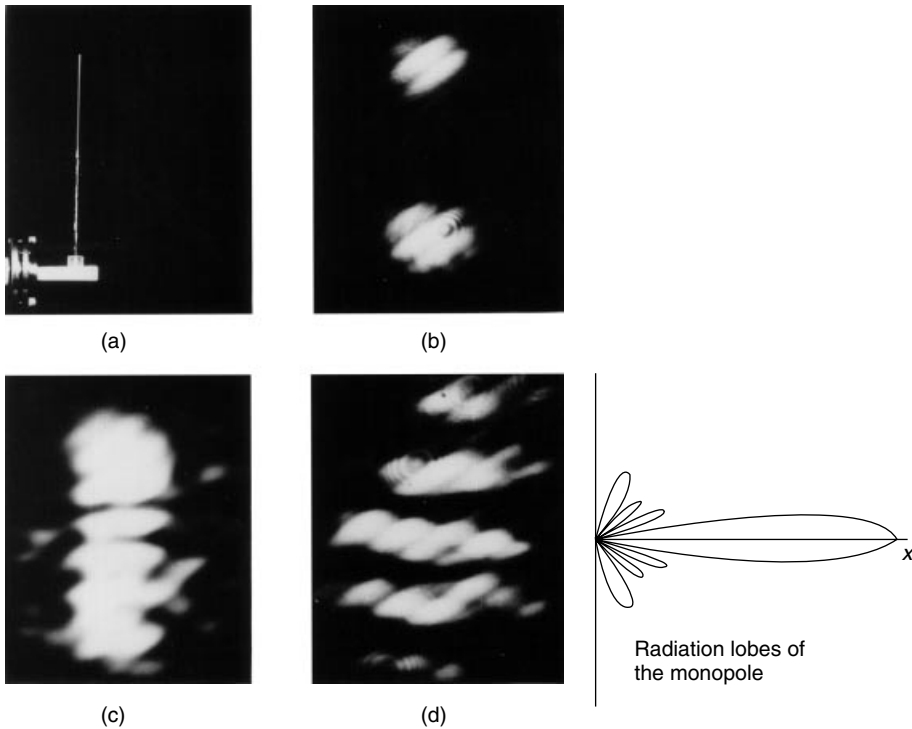 (a)
(b)
(c)
(d)
x
Radiation lobes of
the monopole